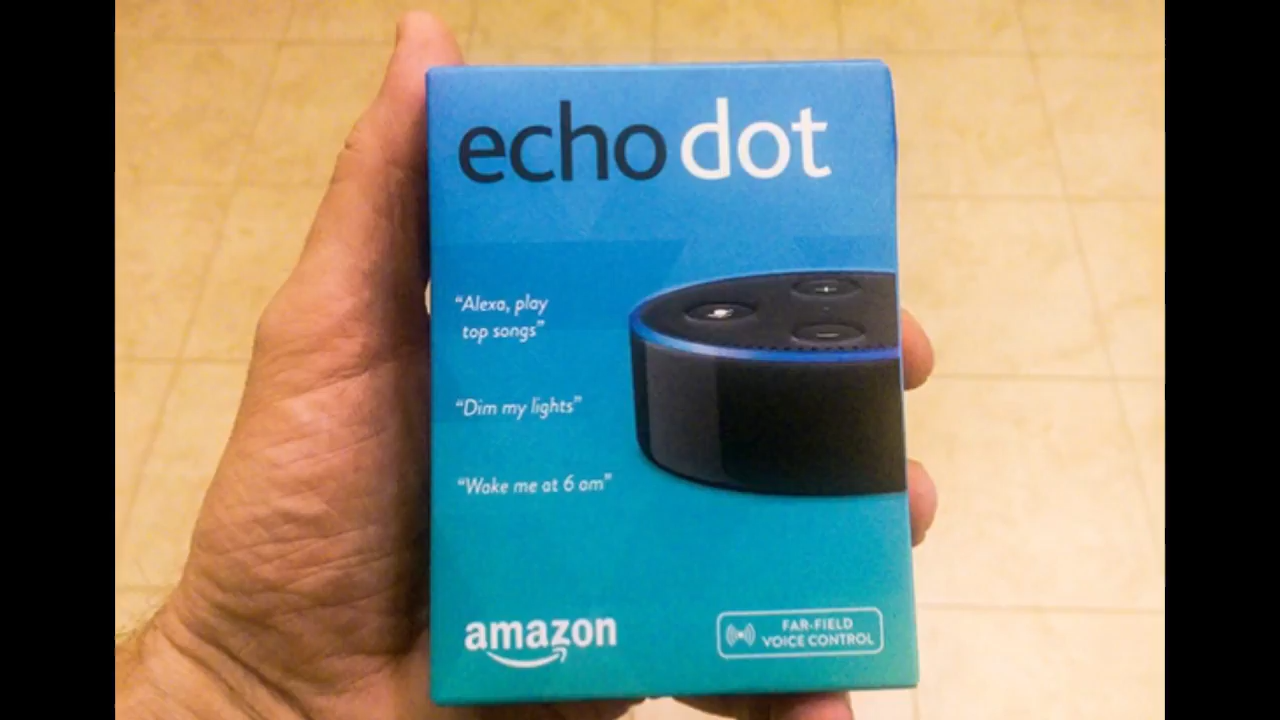 echo dot
“Alexa, play
top songs”
“Dim my lights”
“Wake me at 6 am”
amazon
FAR-FIELD
VOICE CONTROL